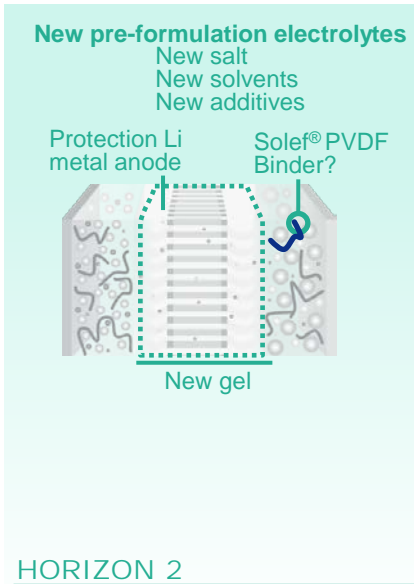 New pre-formulation electrolytes
New salt
New solvents
New additives
Protection Li
metal anode
Solef® PVDF
Binder?
New gel
HORIZON 2